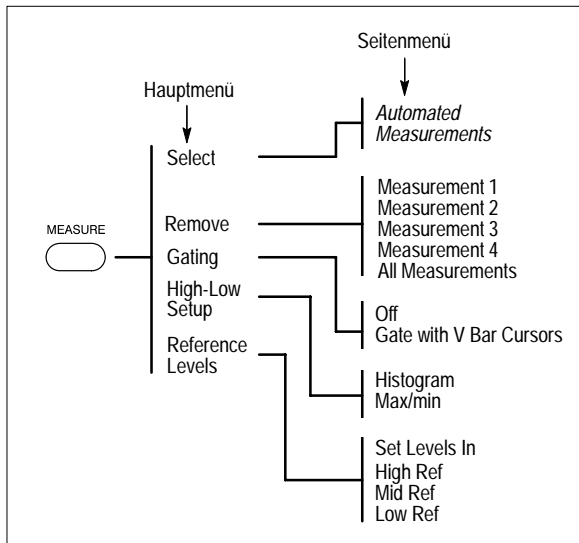 Seitenmenü
Hauptmenü
Automated
Measurements
Select
Measurement 1
Measurement 2
Measurement 3
Measurement 4
All Measurements
Remove
MEASURE
Gating
High-Low
Setup
Off
Gate with V Bar Cursors
Reference
Levels
Histogram
Max/min
Set Levels In
High Ref
Mid Ref
Low Ref